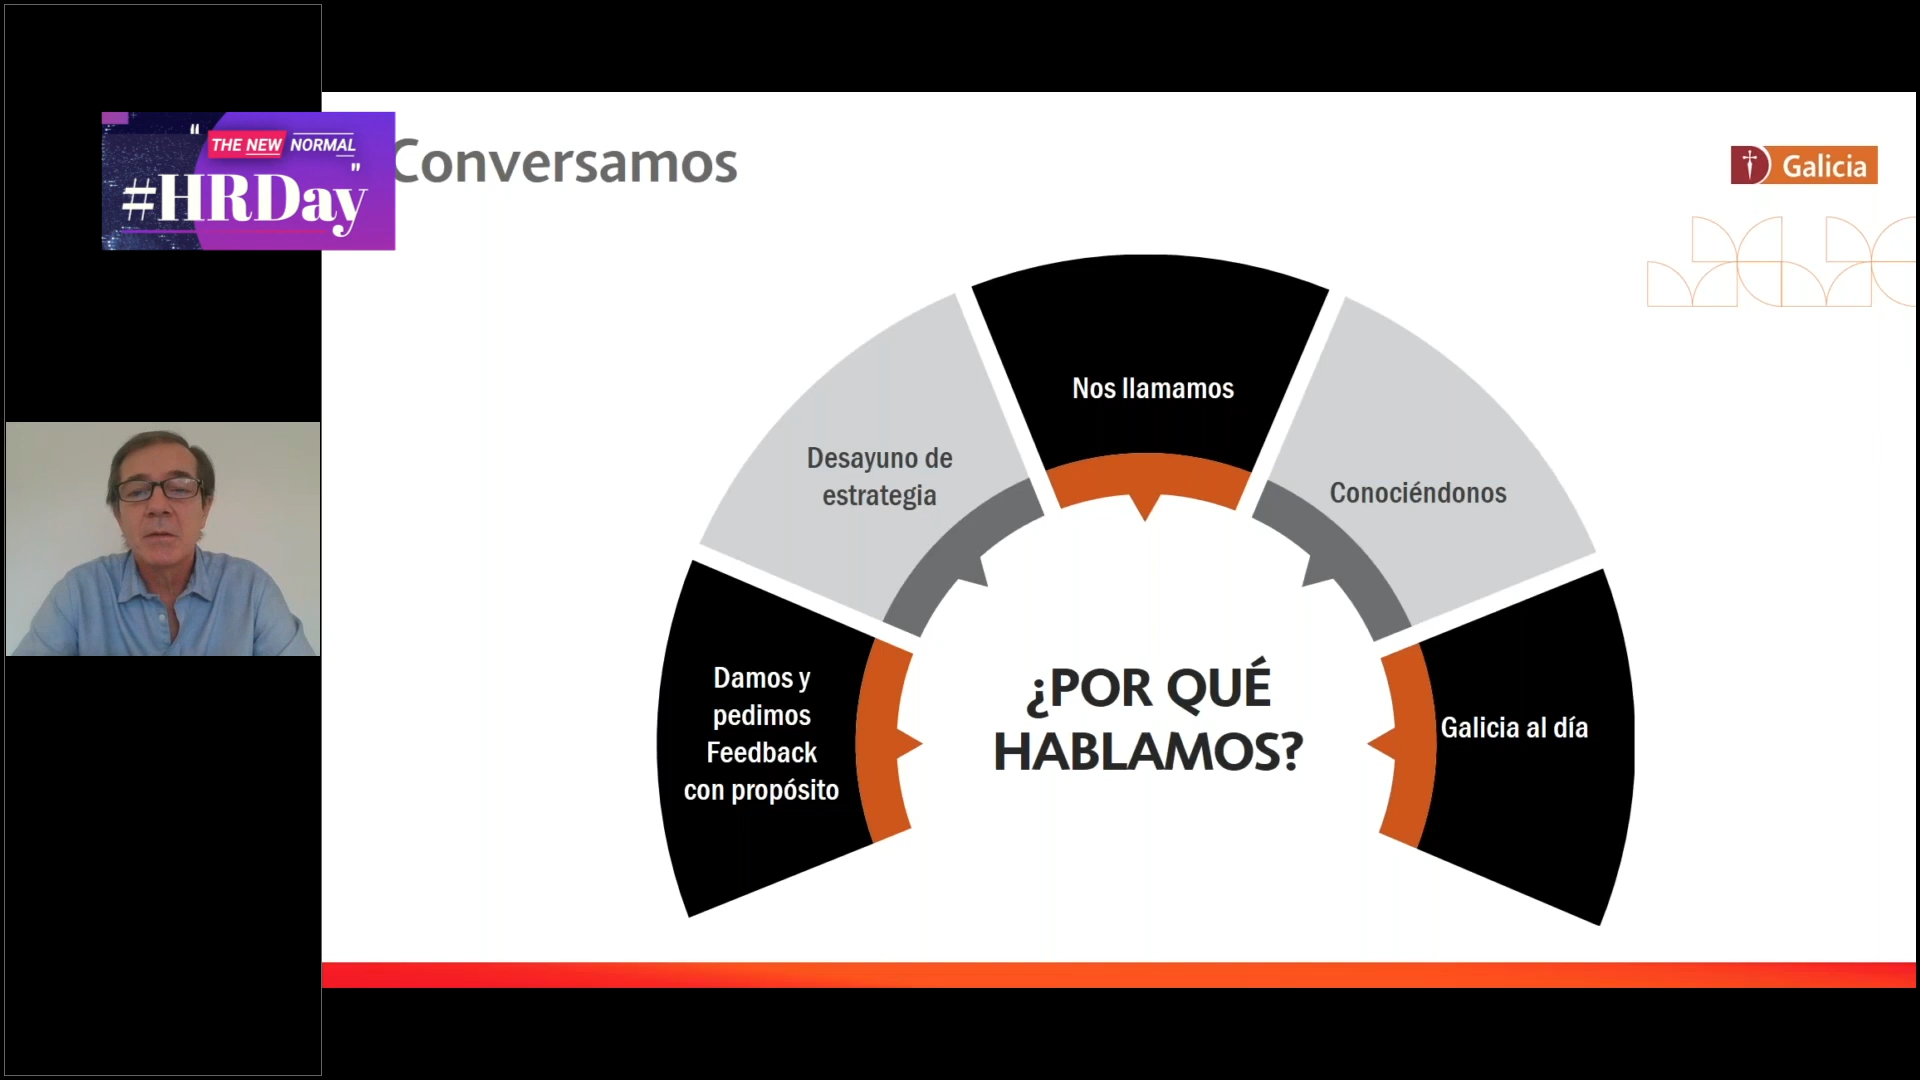 "
THE NEW NORMAL
"
#HRDay
Conversamos
Galicia
Nos llamamos
Desayuno de
estrategia
Conociéndonos
Damos y
pedimos
Feedback
con propósito
¿POR QUÉ
HABLAMOS?
Galicia al día